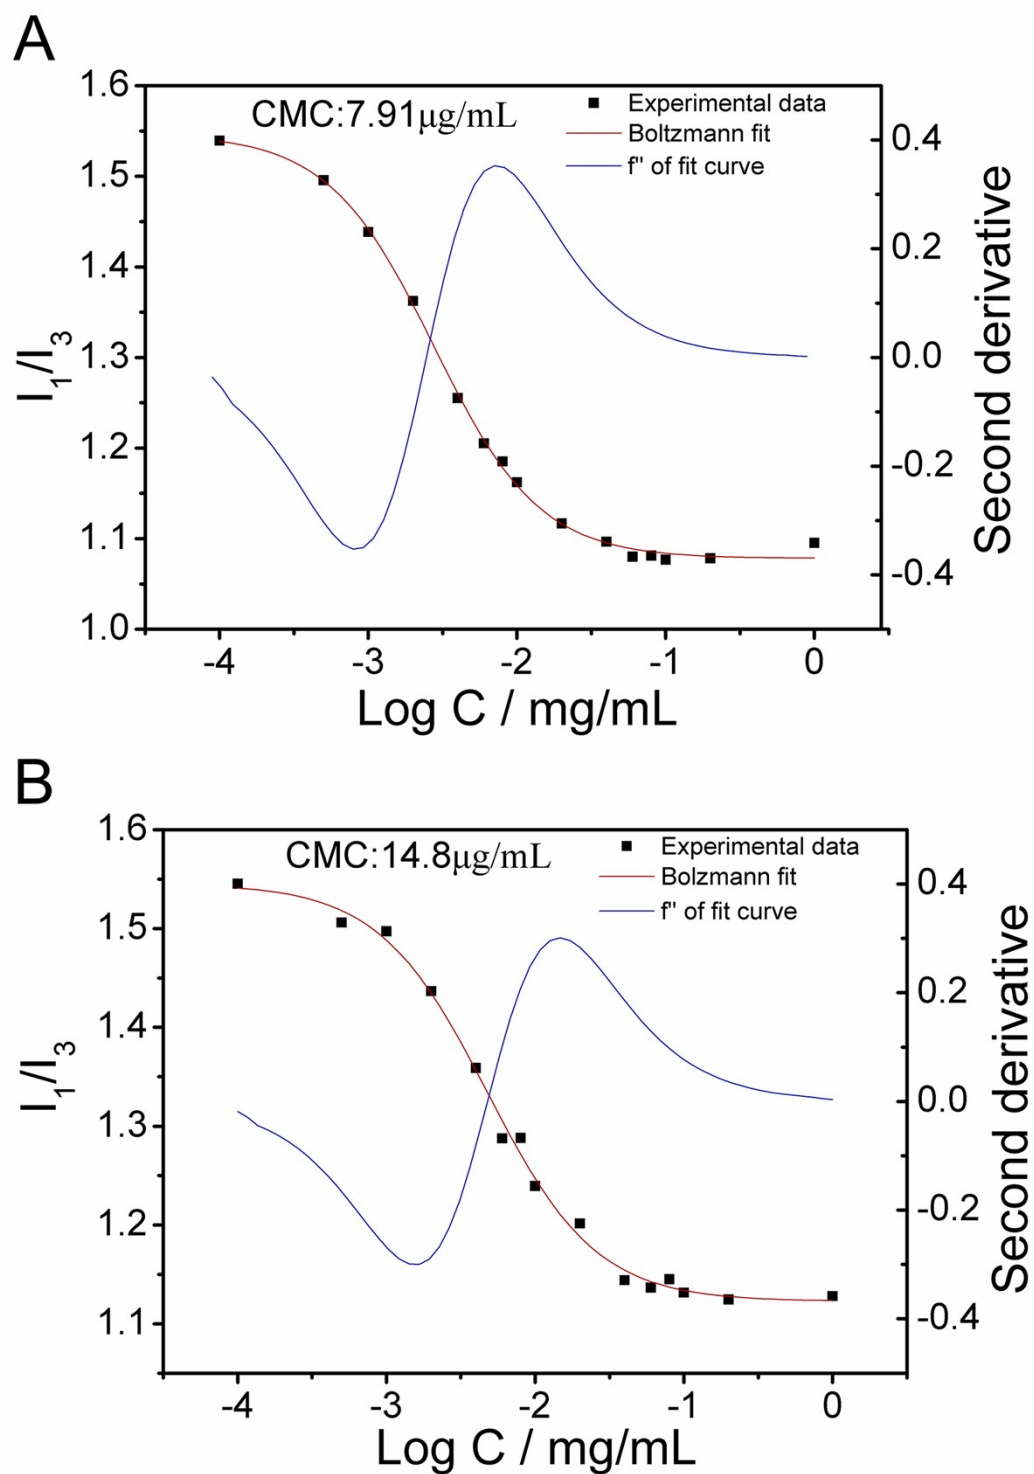 A
CMC:7.91μg/mL
Experimental data
Boltzmann fit
f" of fit curve
1.6
1.5
1.4
1.3
1.2
1.1
1.0
I1/I3
0.4
0.2
0.0
-0.2
-0.4
Second derivative
-4 -3 -2 -1 0
Log C / mg/mL
B
CMC:14.8μg/mL
Experimental data
Bolzmann fit
f" of fit curve
1.6
1.5
1.4
1.3
1.2
1.1
I1/I3
0.4
0.2
0.0
-0.2
-0.4
Second derivative
-4 -3 -2 -1 0
Log C / mg/mL